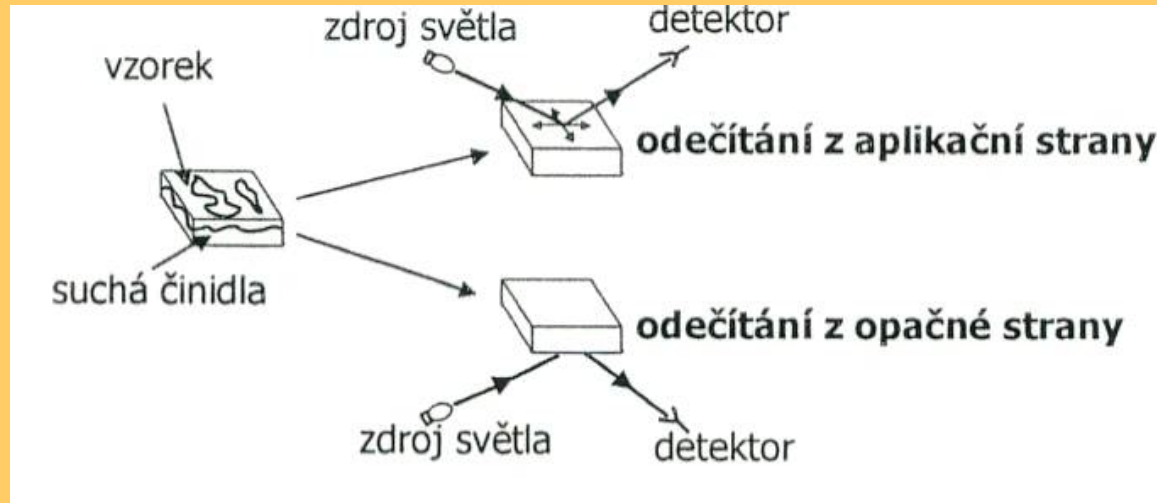 zdroj světla
detektor
vzorek
odečítání z aplikační strany
suchá činidla
odečítání z opačné strany
zdroj světla
detektor